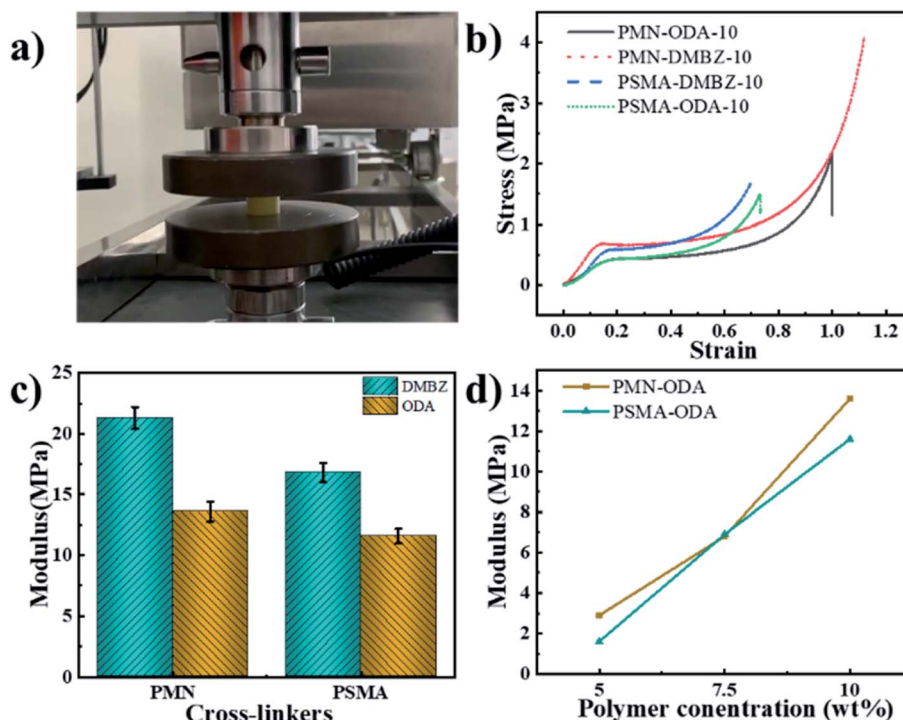 a)
b)
PMN-ODA-10
PMN-DMBZ-10
PSMA-DMBZ-10
PSMA-ODA-10
Stress (MPa)
4
3
2
1
0
0.0 0.2 0.4 0.6 0.8 1.0 1.2
Strain
c)
DMBZ
ODA
Modulus(MPa)
25
20
15
10
5
0
PMN PSMA
Cross-linkers
d)
PMN-ODA
PSMA-ODA
Modulus (MPa)
14
12
10
8
6
4
2
0
5 7.5 10
Polymer conentration (wt%)